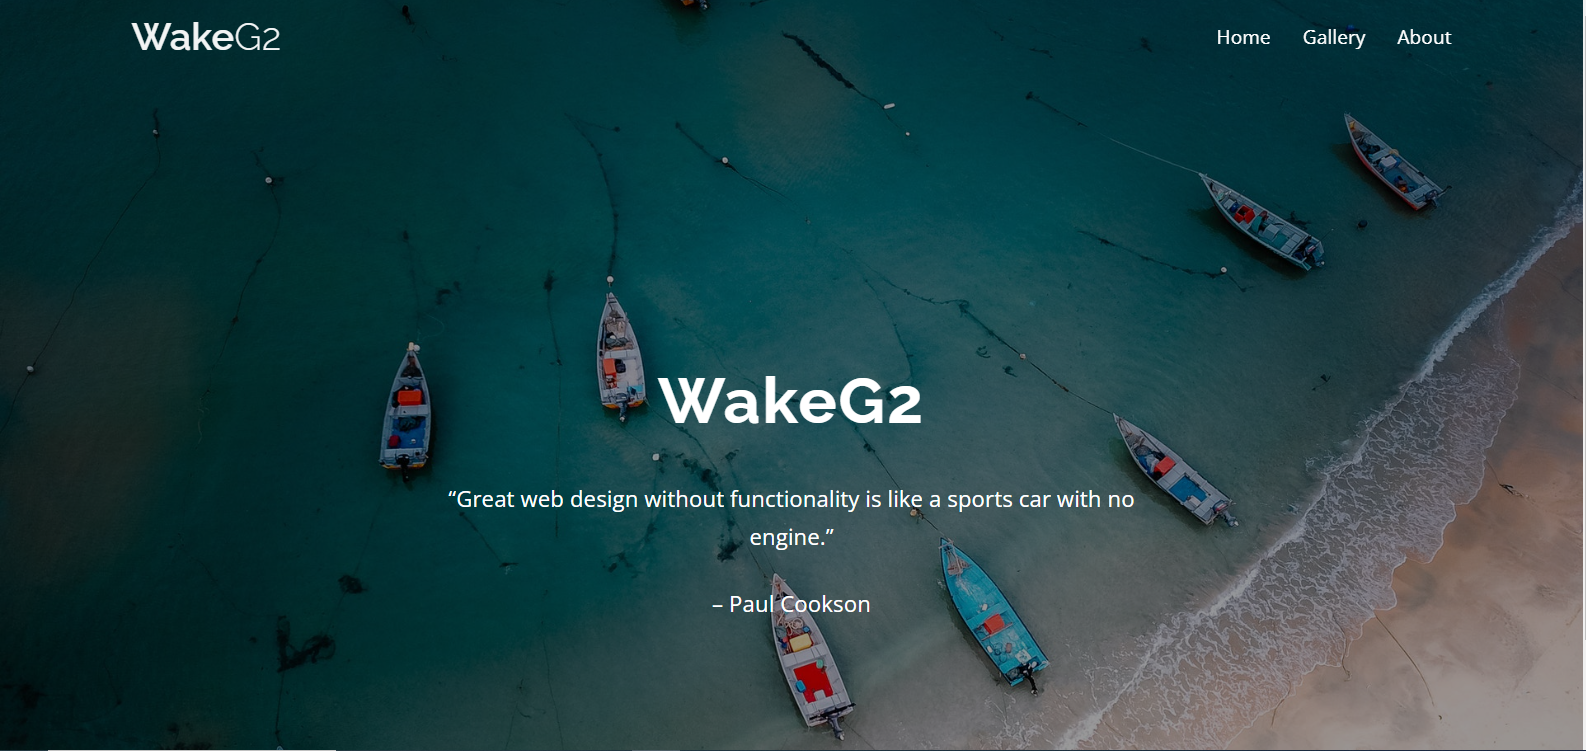 WakeG2
Home Gallery About
WakeG2
“Great web design without functionality is like a sports car with no
engine.”
– Paul Cookson